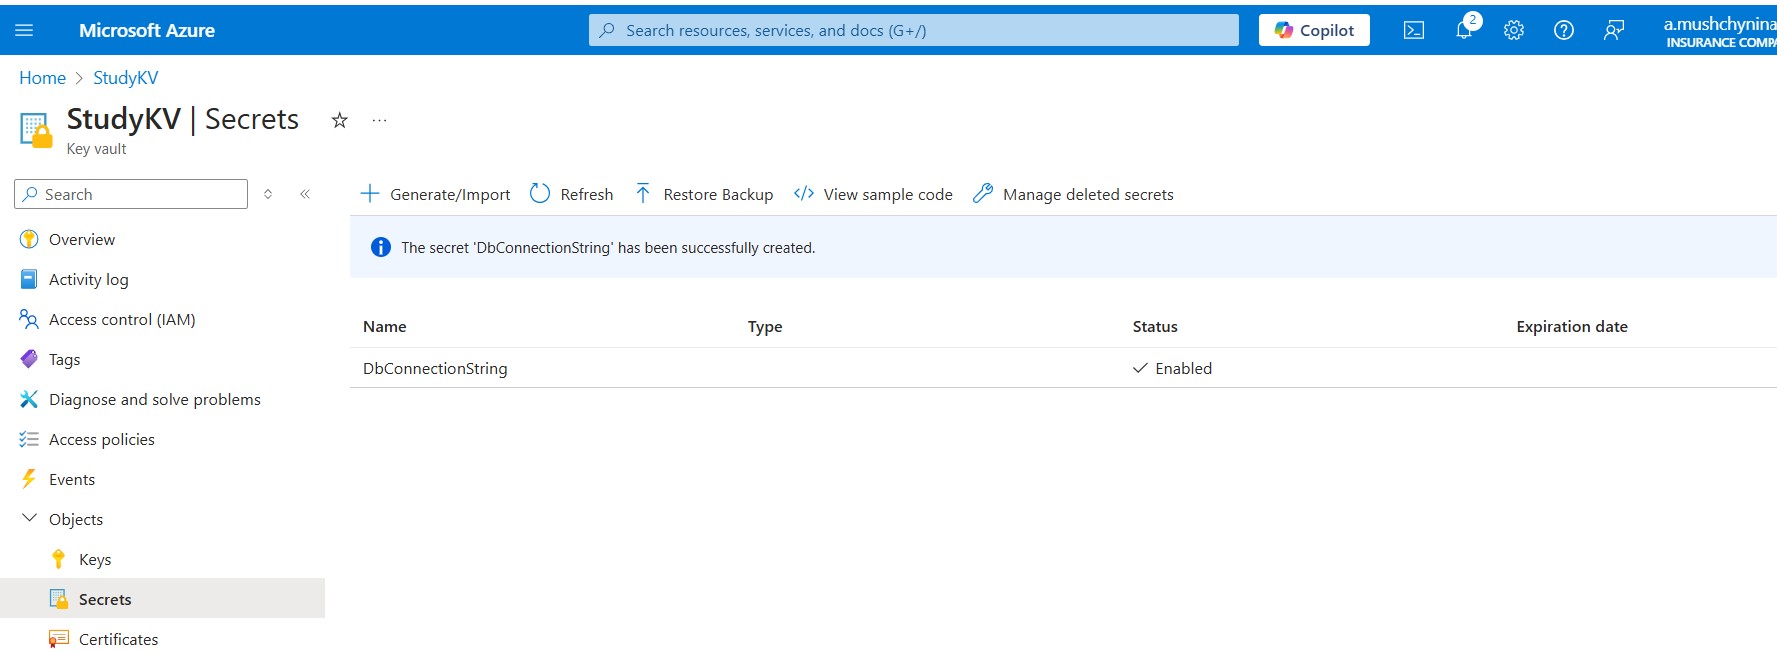 Microsoft Azure
Search resources, services, and docs (G+/)
Copilot
2
a.mushchynina
INSURANCE COMPA
Home > StudyKV
StudyKV | Secrets
Key vault
Search
Generate/Import
Refresh
Restore Backup
View sample code
Manage deleted secrets
Overview
Activity log
Access control (IAM)
Tags
Diagnose and solve problems
Access policies
Events
Objects
Keys
Secrets
Certificates
The secret 'DbConnectionString' has been successfully created.
Name Type Status Expiration date
DbConnectionString Enabled